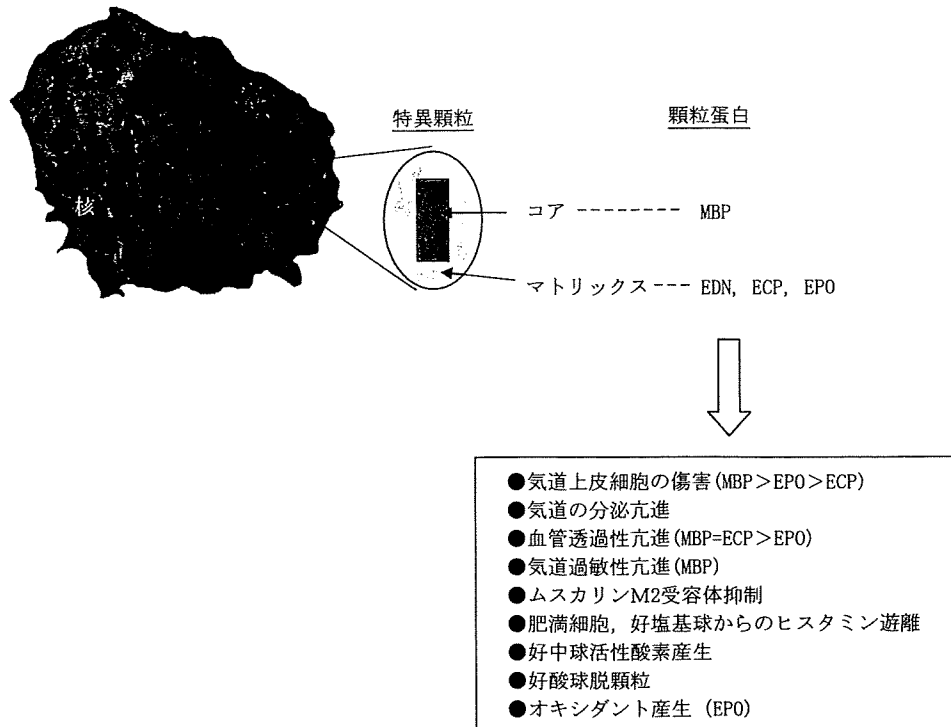 特異顆粒
顆粒蛋白
核
コア --------- MBP
マトリックス--- EDN, ECP, EPO
●気道上皮細胞の傷害(MBP>EPO>ECP)
●気道の分泌亢進
●血管透過性亢進(MBP=ECP>EPO)
●気道過敏性亢進(MBP)
●ムスカリンM2受容体抑制
●肥満細胞, 好塩基球からのヒスタミン遊離
●好中球活性酸素産生
●好酸球脱顆粒
●オキシダント産生 (EPO)